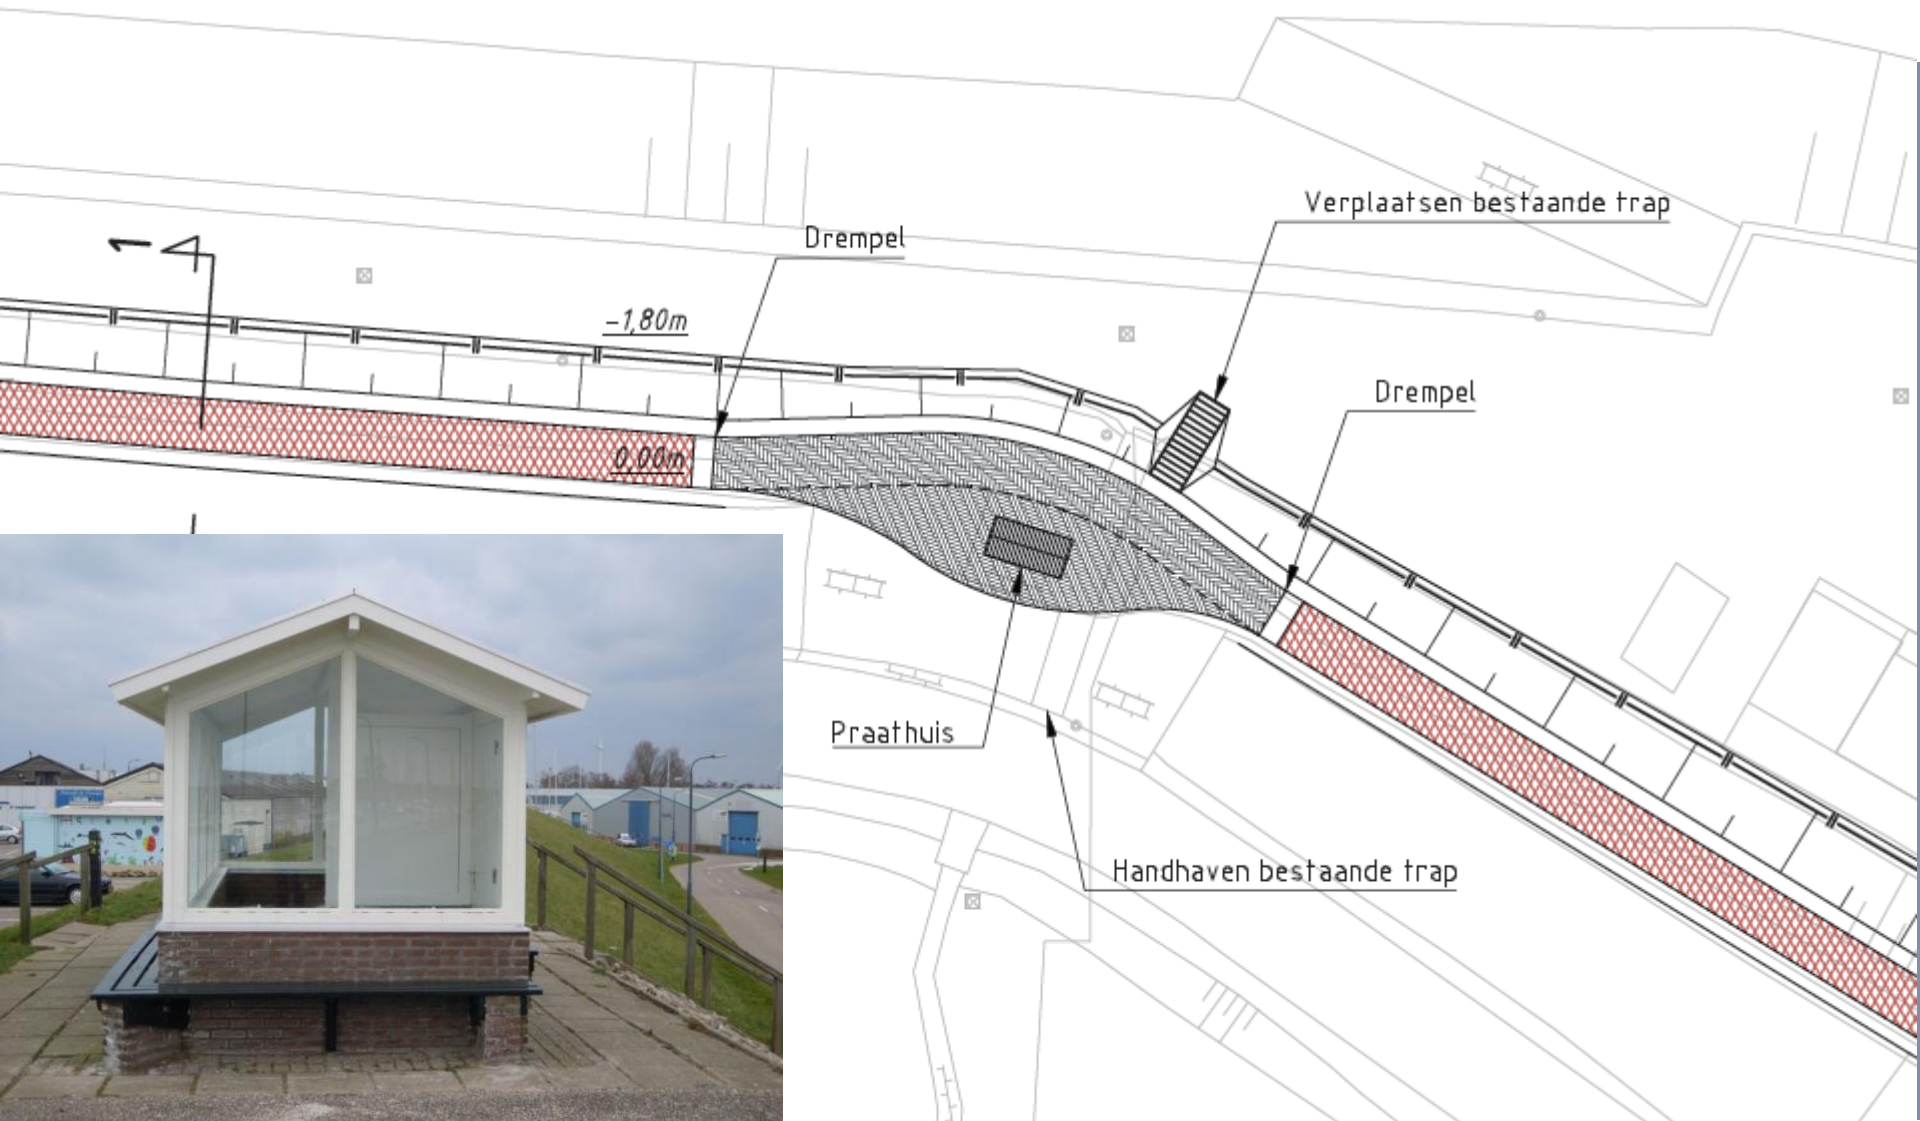 Verplaatsen bestaande trap
Drempel
-1,80m
Drempel
0,00m
Praathuis
Handhaven bestaande trap